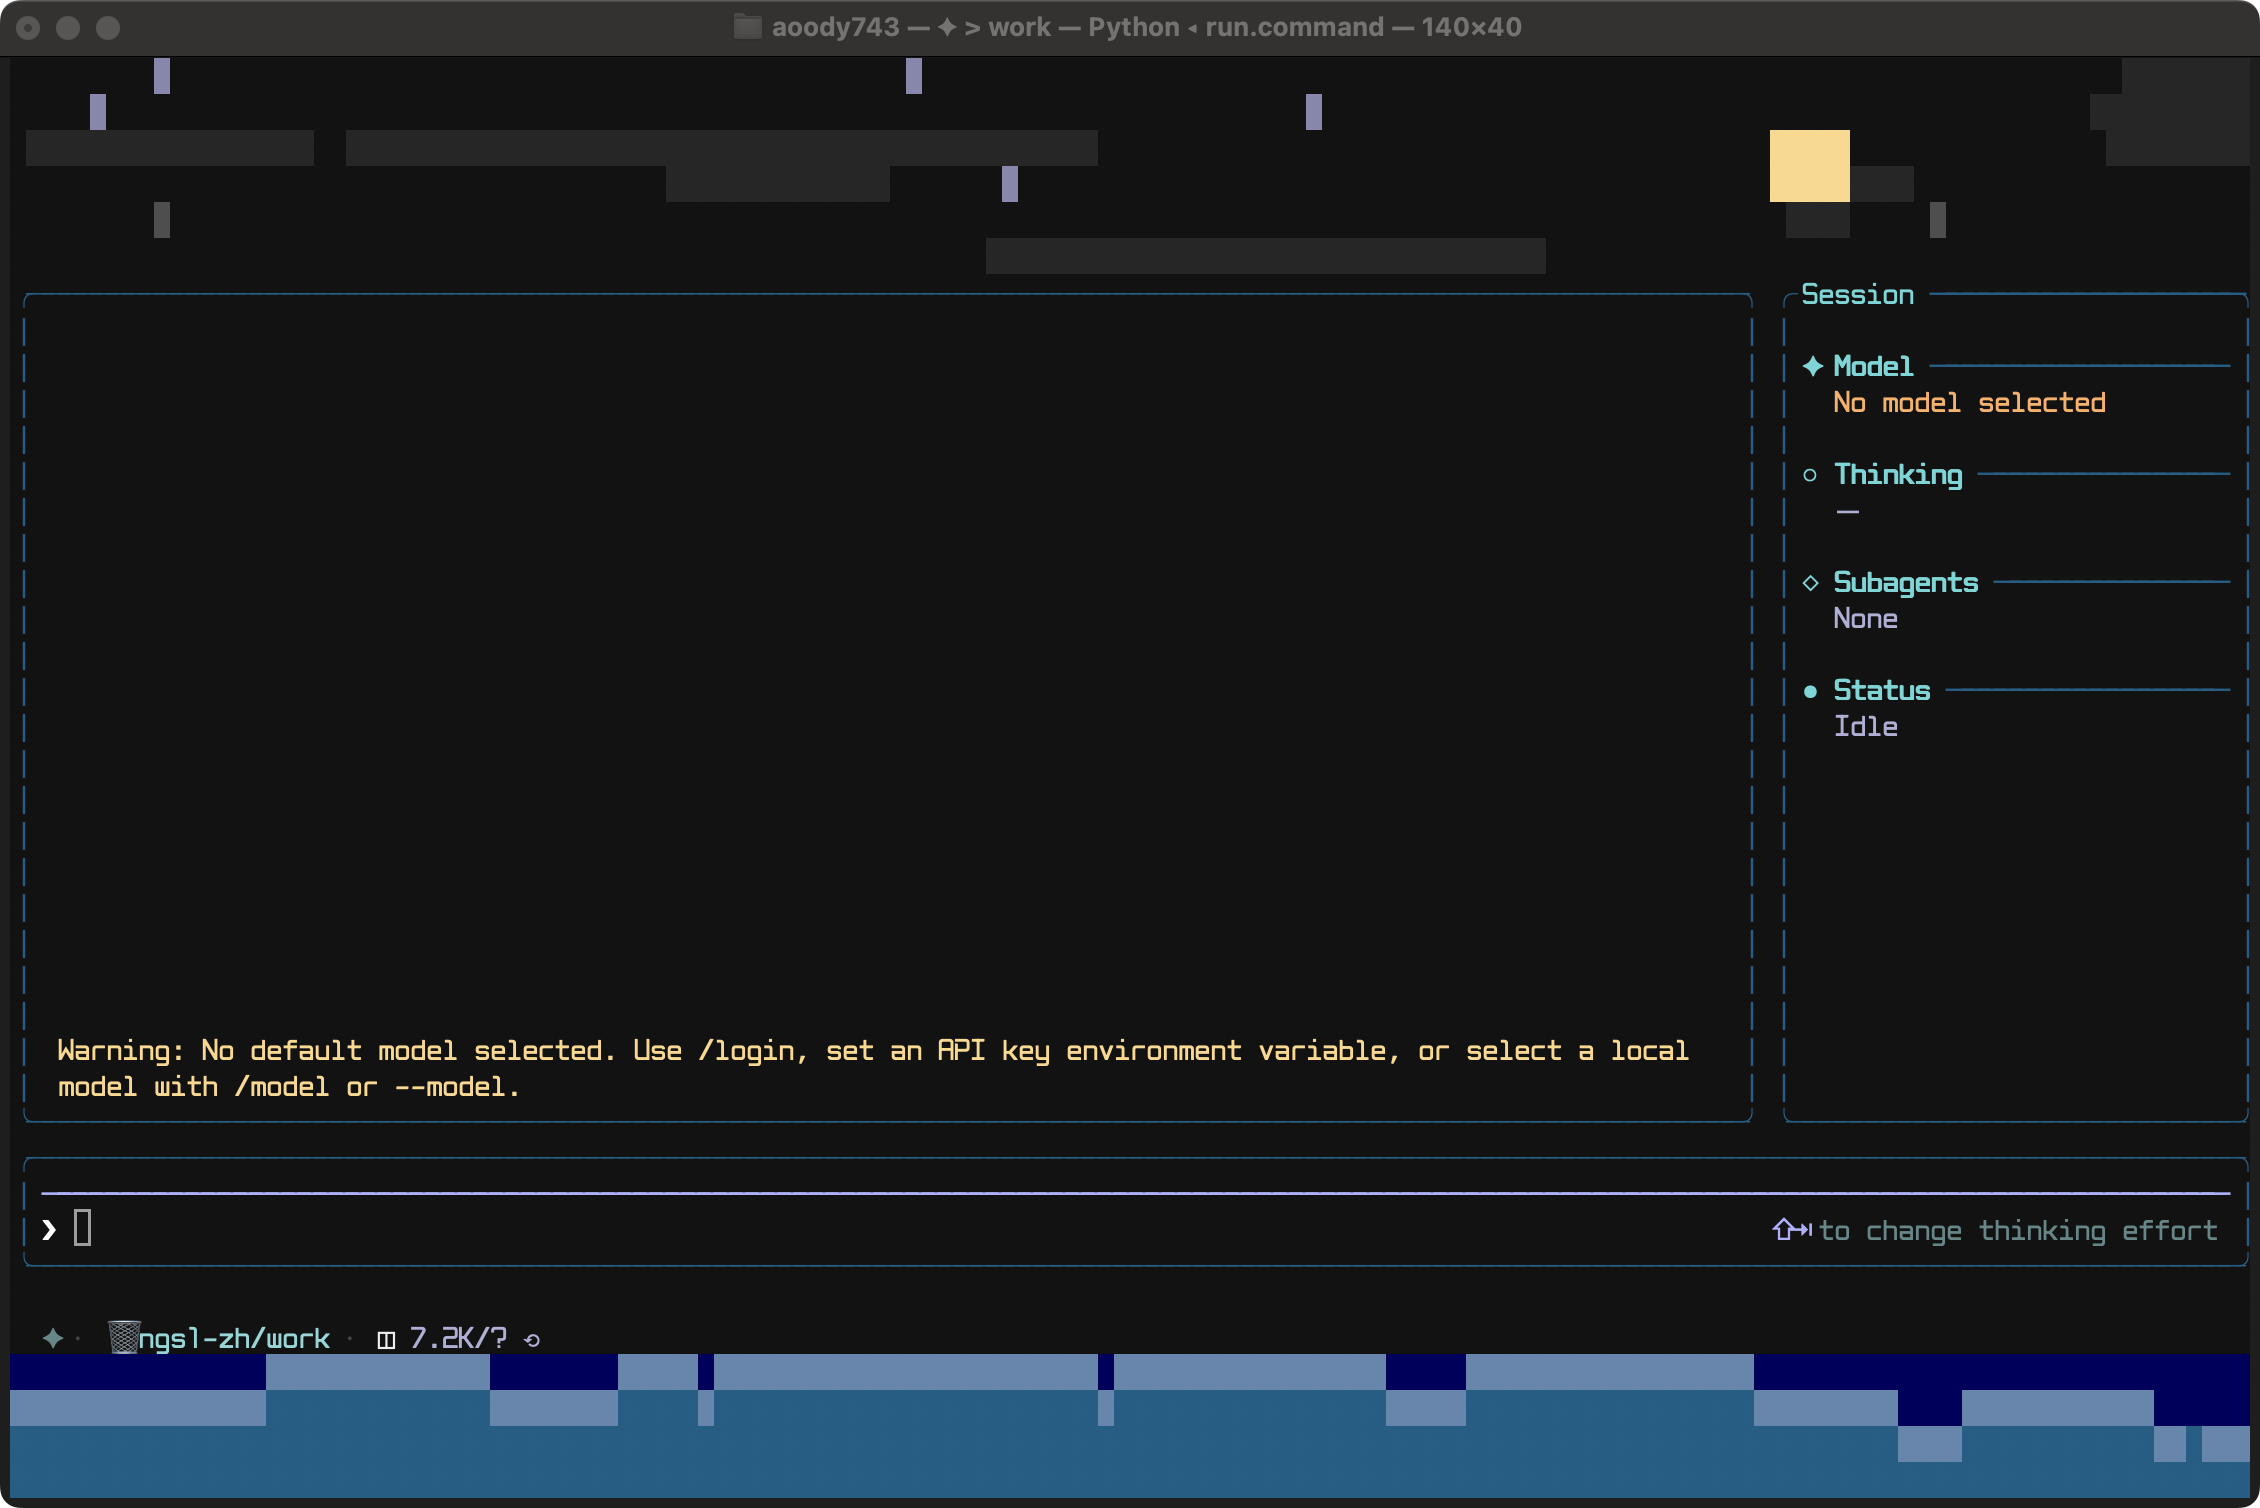 aoody743 — ✦ > work — Python ◂ run.command — 140×40
Session
✦ Model
No model selected
○ Thinking
—
◇ Subagents
None
● Status
Idle
Warning: No default model selected. Use /login, set an API key environment variable, or select a local
model with /model or --model.
❯
to change thinking effort
✦ · ngsl-zh/work · ◫ 7.2K/? ⟲